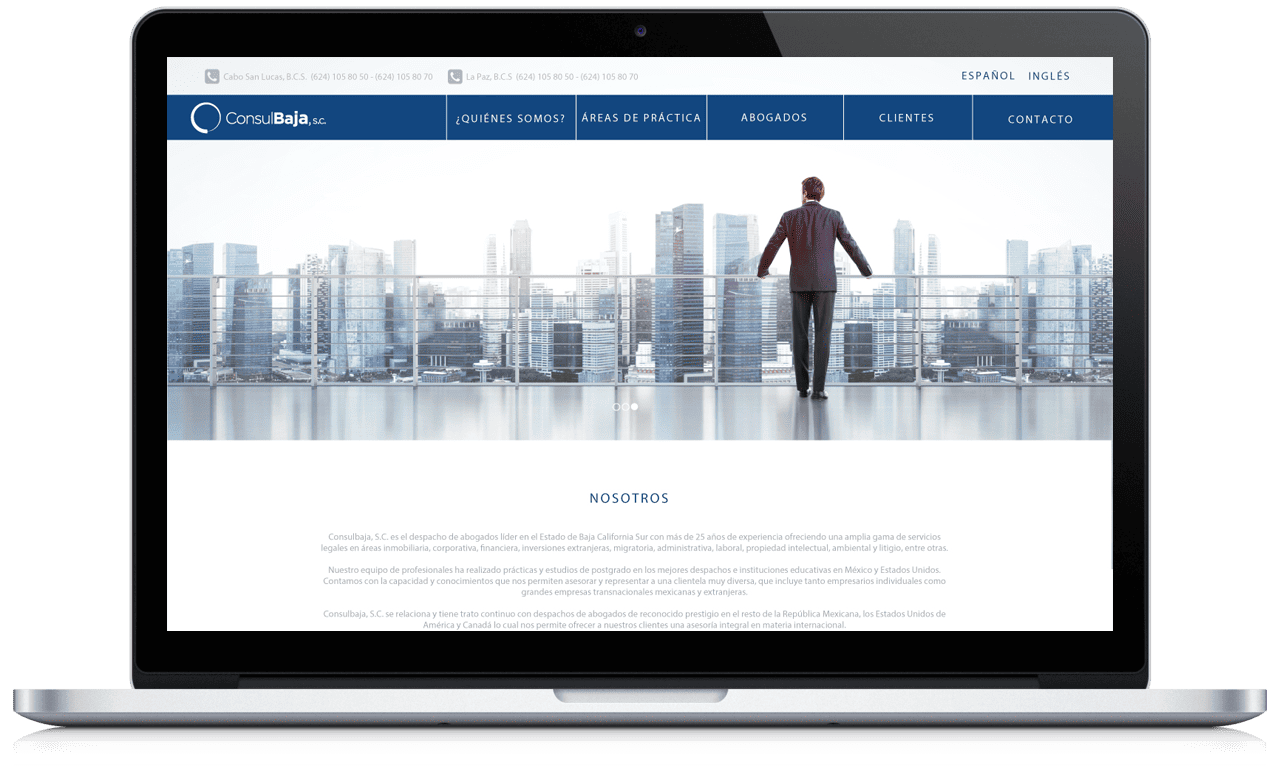 Cabo San Lucas, B.C.S. (624) 105 80 50 - (624) 105 80 70 La Paz, B.C.S (624) 105 80 50 - (624) 105 80 70 ESPAÑOL INGLÉS
ConsulBaja, S.C. ¿QUIÉNES SOMOS? ÁREAS DE PRÁCTICA ABOGADOS CLIENTES CONTACTO
NOSOTROS
Consulbaja, S.C. es el despacho de abogados líder en el Estado de Baja California Sur con más de 25 años de experiencia ofreciendo una amplia gama de servicios
legales en áreas inmobiliaria, corporativa, financiera, inversiones extranjeras, migratoria, administrativa, laboral, propiedad intelectual, ambiental y litigio, entre otras.
Nuestro equipo de profesionales ha realizado prácticas y estudios de postgrado en los mejores despachos e instituciones educativas en México y Estados Unidos.
Contamos con la capacidad y conocimientos que nos permiten asesorar y representar a una clientela muy diversa, que incluye tanto empresarios individuales como
grandes empresas transnacionales mexicanas y extranjeras.
Consulbaja, S.C. se relaciona y tiene trato continuo con despachos de abogados de reconocido prestigio en el resto de la República Mexicana, los Estados Unidos de
América y Canadá lo cual nos permite ofrecer a nuestros clientes una asesoría integral en materia internacional.